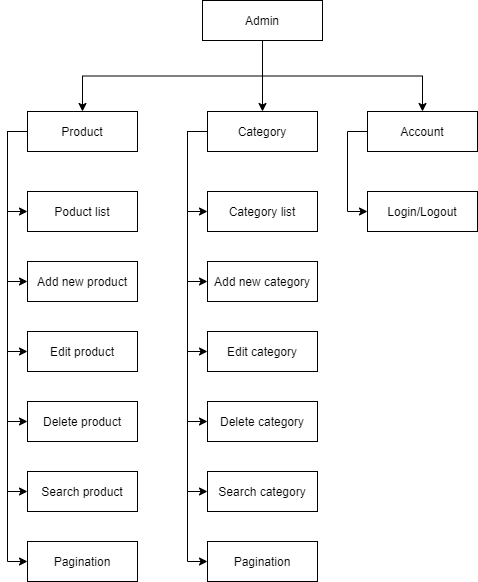 Admin
Product
Category
Account
Poduct list
Category list
Login/Logout
Add new product
Add new category
Edit product
Edit category
Delete product
Delete category
Search product
Search category
Pagination
Pagination